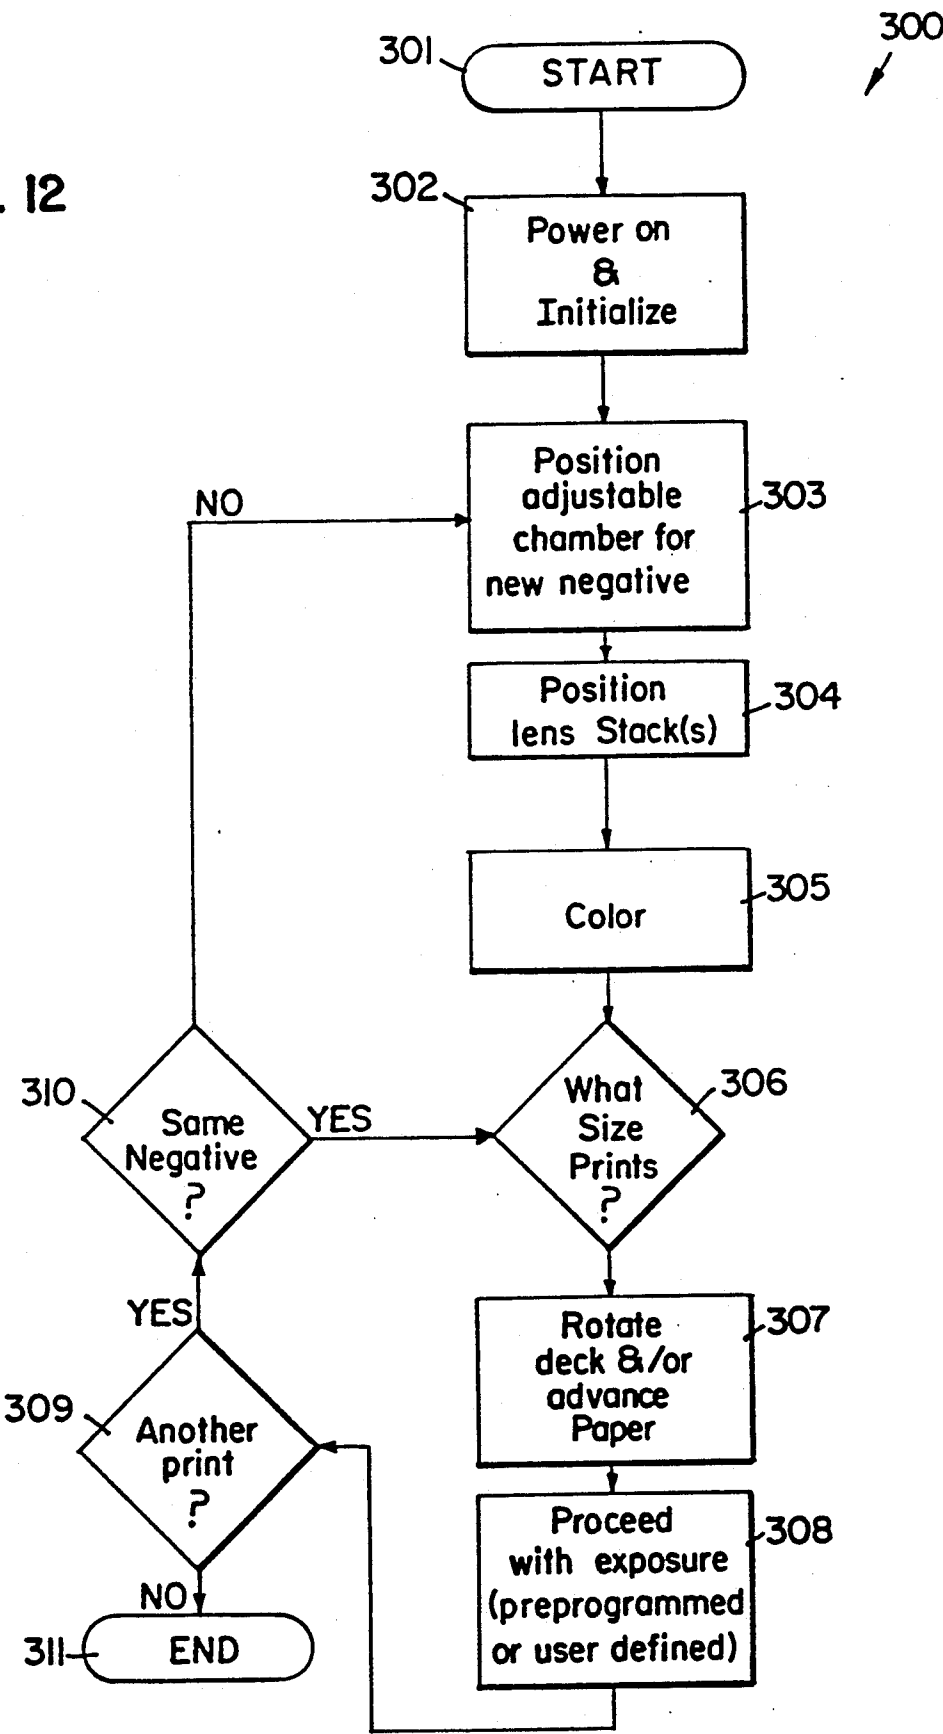 300
301
START
. 12
302
Power on
&
Initialize
303
Position
adjustable
chamber for
new negative
NO
304
Position
lens Stack(s)
305
Color
306
What
Size
Prints
?
310
Same
Negative
?
YES
307
Rotate
deck &/or
advance
Paper
YES
309
Another
print
?
308
Proceed
with exposure
(preprogrammed
or user defined)
NO
311
END